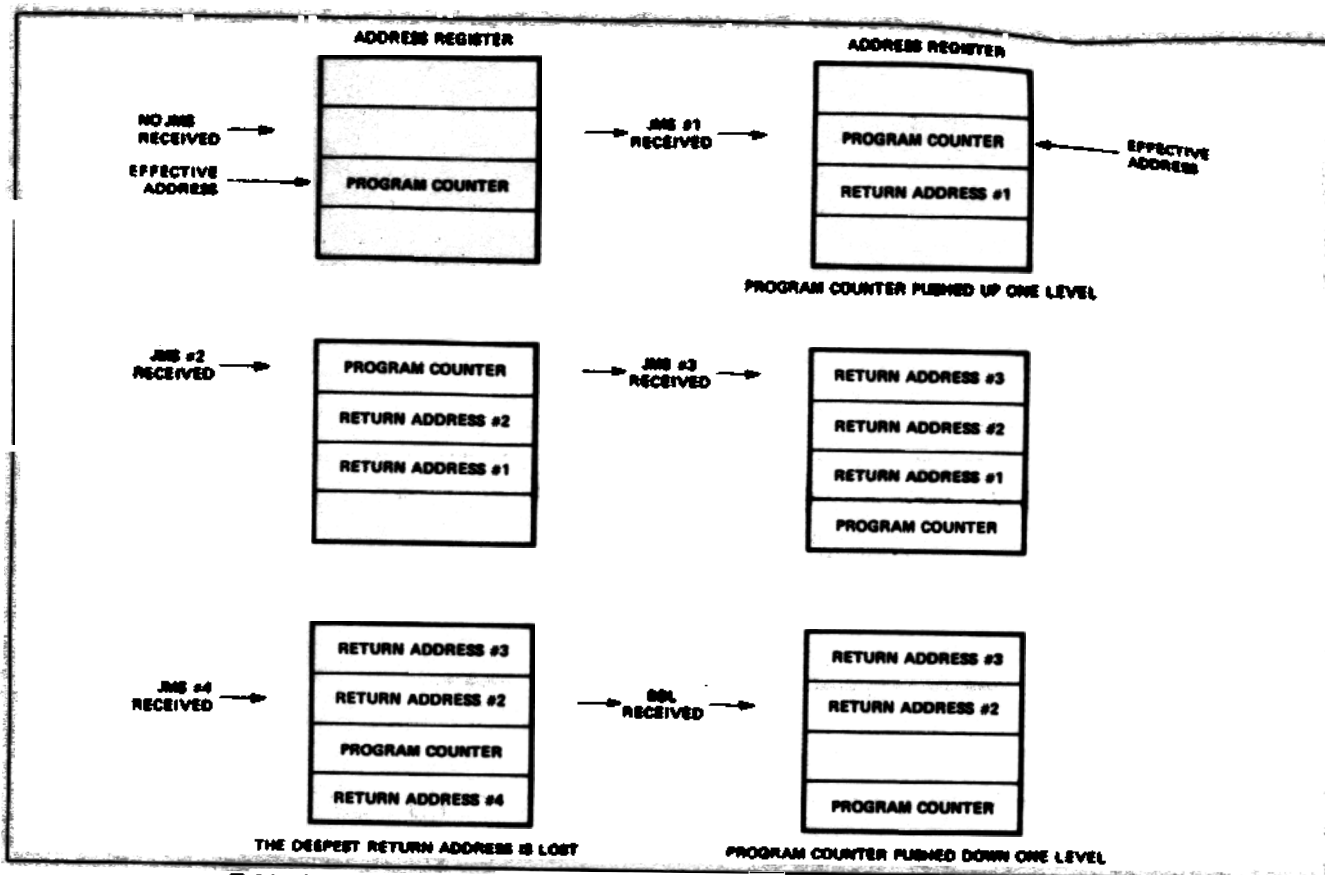 ADDRESS REGISTER
NO JMS
RECEIVED
EFFECTIVE
ADDRESS
PROGRAM COUNTER
JMS #1
RECEIVED
ADDRESS REGISTER
PROGRAM COUNTER
RETURN ADDRESS #1
EFFECTIVE
ADDRESS
PROGRAM COUNTER PUSHED UP ONE LEVEL
JMS #2
RECEIVED
PROGRAM COUNTER
RETURN ADDRESS #2
RETURN ADDRESS #1
JMS #3
RECEIVED
RETURN ADDRESS #3
RETURN ADDRESS #2
RETURN ADDRESS #1
PROGRAM COUNTER
JMS #4
RECEIVED
RETURN ADDRESS #3
RETURN ADDRESS #2
PROGRAM COUNTER
RETURN ADDRESS #4
THE DEEPEST RETURN ADDRESS IS LOST
BBL
RECEIVED
RETURN ADDRESS #3
RETURN ADDRESS #2
PROGRAM COUNTER
PROGRAM COUNTER PUSHED DOWN ONE LEVEL